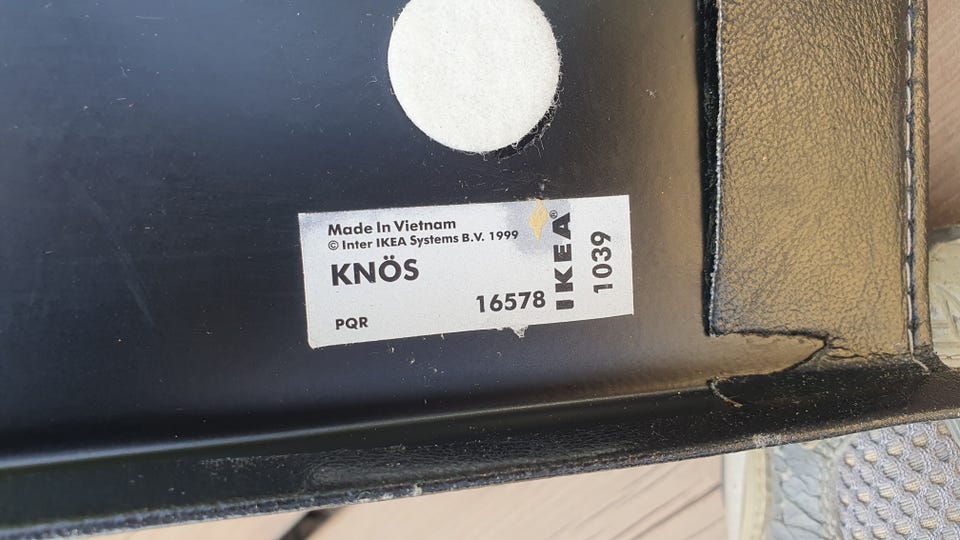 Made In Vietnam
© Inter IKEA Systems B.V. 1999
KNÖS
16578
PQR
IKEA®
1039